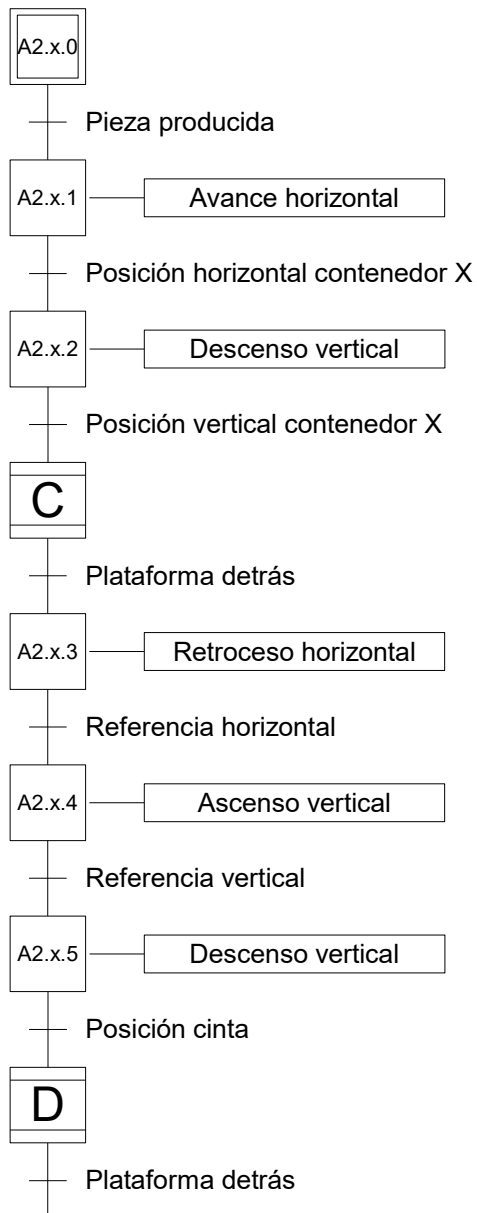 A2.x.0
Pieza producida
A2.x.1 Avance horizontal
Posición horizontal contenedor X
A2.x.2 Descenso vertical
Posición vertical contenedor X
C
Plataforma detrás
A2.x.3 Retroceso horizontal
Referencia horizontal
A2.x.4 Ascenso vertical
Referencia vertical
A2.x.5 Descenso vertical
Posición cinta
D
Plataforma detrás